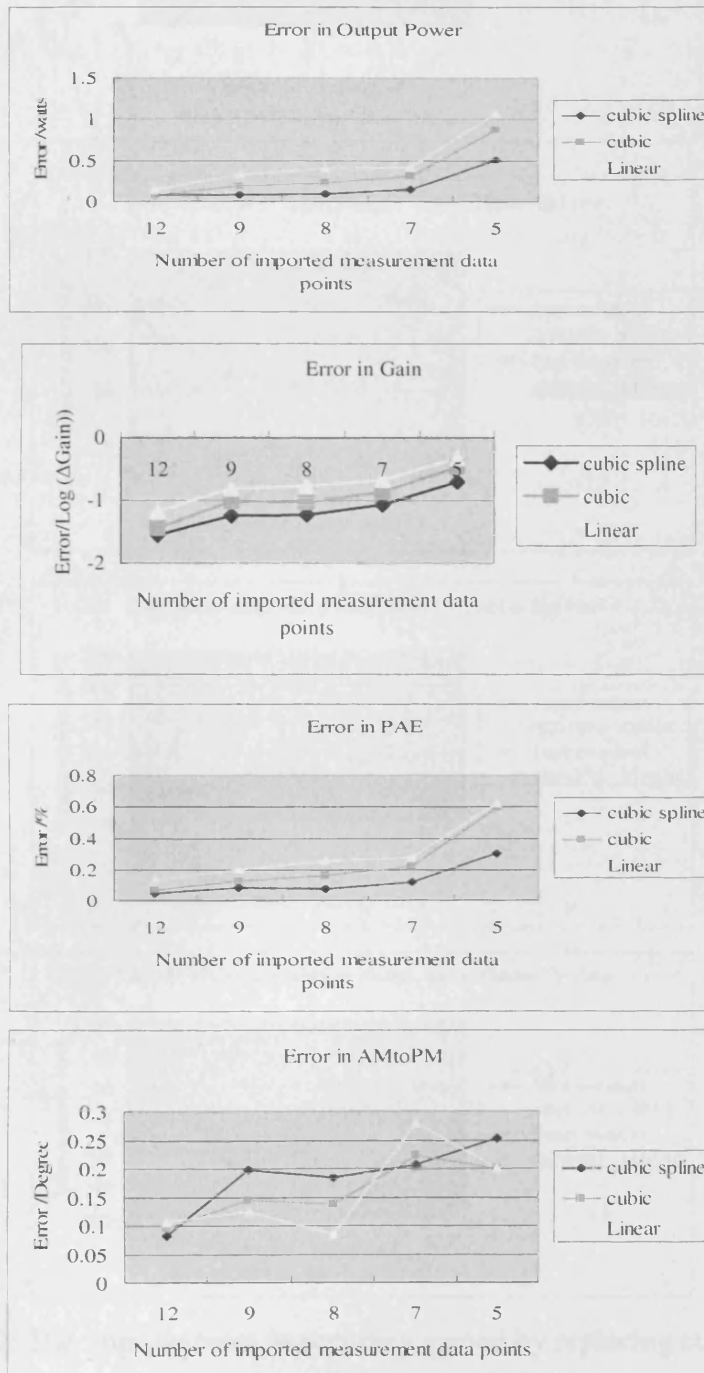 Error in Output Power
Error /watts
1.5
1
0.5
0
12 9 8 7 5
Number of imported measurement data
points
cubic spline
cubic
Linear
Error in Gain
Error/Log (ΔGain))
0
-1
-2
12 9 8 7 5
Number of imported measurement data
points
cubic spline
cubic
Linear
Error in PAE
Error /%
0.8
0.6
0.4
0.2
0
12 9 8 7 5
Number of imported measurement data
points
cubic spline
cubic
Linear
Error in AMtoPM
Error /Degree
0.3
0.25
0.2
0.15
0.1
0.05
0
12 9 8 7 5
Number of imported measurement data points
cubic spline
cubic
Linear